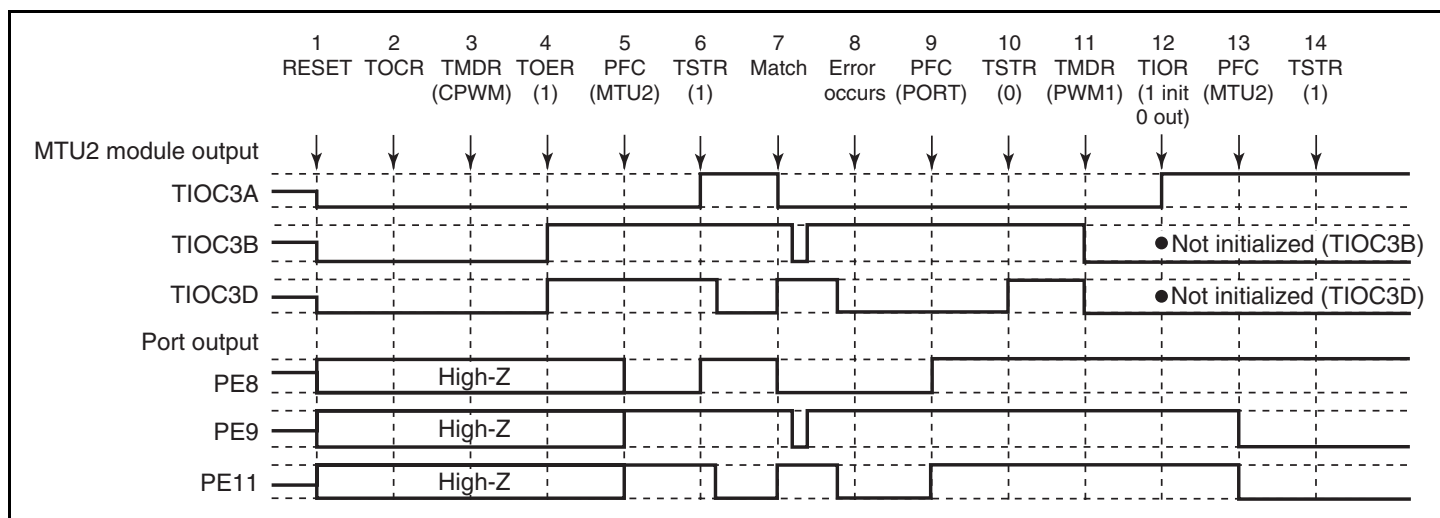 1 2 3 4 5 6 7 8 9 10 11 12 13 14
RESET TOCR TMDR TOER PFC TSTR Match Error PFC TSTR TMDR TIOR PFC TSTR
(CPWM) (1) (MTU2) (1) occurs (PORT) (0) (PWM1) (1 init (MTU2) (1)
0 out)
MTU2 module output
TIOC3A
TIOC3B ●Not initialized (TIOC3B)
TIOC3D ●Not initialized (TIOC3D)
Port output
PE8 High-Z
PE9 High-Z
PE11 High-Z